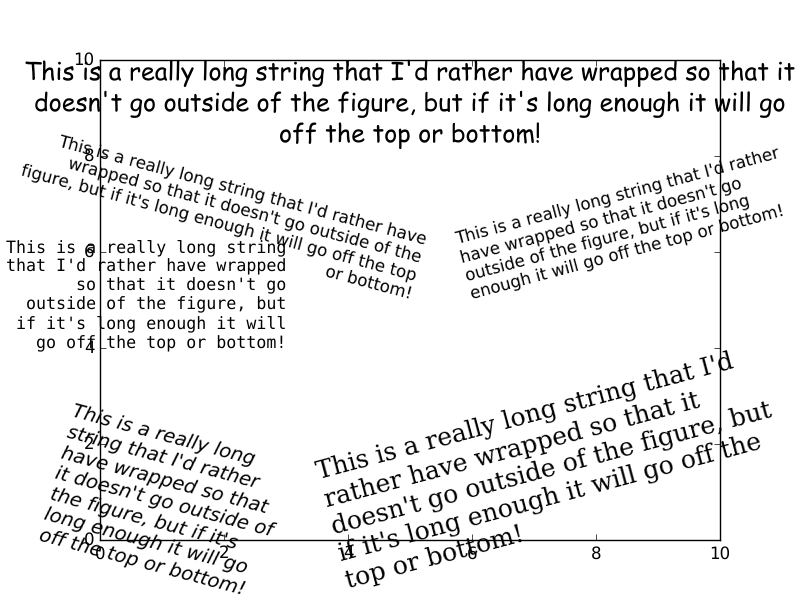 10
This is a really long string that I'd rather have wrapped so that it
doesn't go outside of the figure, but if it's long enough it will go
off the top or bottom!
8
This is a really long string that I'd rather have
wrapped so that it doesn't go outside of the
figure, but if it's long enough it will go off the top
or bottom!
This is a really long string that I'd rather
have wrapped so that it doesn't go
outside of the figure, but if it's long
enough it will go off the top or bottom!
6
This is a really long string
that I'd rather have wrapped
so that it doesn't go
outside of the figure, but
if it's long enough it will
go off the top or bottom!
4
This is a really long string that I'd
rather have wrapped so that it
doesn't go outside of the figure, but
if it's long enough it will go off the
top or bottom!
2
This is a really long
string that I'd rather
have wrapped so that
it doesn't go outside of
the figure, but if it's
long enough it will go
off the top or bottom!
0
0 2 4 6 8 10